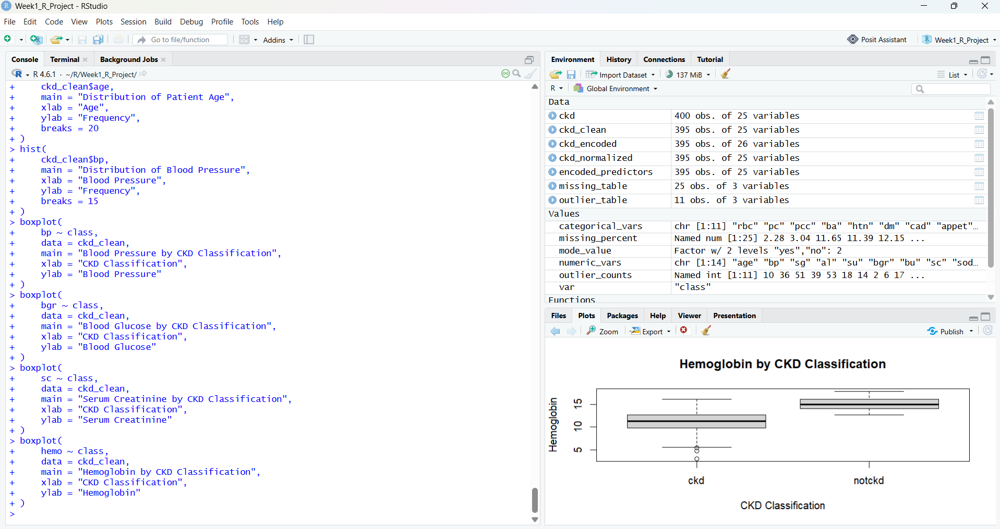 Week1_R_Project - RStudio
File Edit Code View Plots Session Build Debug Profile Tools Help
Go to file/function
Addins
Posit Assistant
Week1_R_Project
Console Terminal Background Jobs
R 4.6.1 · ~/R/Week1_R_Project/
+     ckd_clean$age,
+     main = "Distribution of Patient Age",
+     xlab = "Age",
+     ylab = "Frequency",
+     breaks = 20
+ )
> hist(
+     ckd_clean$bp,
+     main = "Distribution of Blood Pressure",
+     xlab = "Blood Pressure",
+     ylab = "Frequency",
+     breaks = 15
+ )
> boxplot(
+     bp ~ class,
+     data = ckd_clean,
+     main = "Blood Pressure by CKD Classification",
+     xlab = "CKD Classification",
+     ylab = "Blood Pressure"
+ )
> boxplot(
+     bgr ~ class,
+     data = ckd_clean,
+     main = "Blood Glucose by CKD Classification",
+     xlab = "CKD Classification",
+     ylab = "Blood Glucose"
+ )
> boxplot(
+     sc ~ class,
+     data = ckd_clean,
+     main = "Serum Creatinine by CKD Classification",
+     xlab = "CKD Classification",
+     ylab = "Serum Creatinine"
+ )
> boxplot(
+     hemo ~ class,
+     data = ckd_clean,
+     main = "Hemoglobin by CKD Classification",
+     xlab = "CKD Classification",
+     ylab = "Hemoglobin"
+ )
>
Environment History Connections Tutorial
Import Dataset 137 MiB List
R Global Environment
Data
ckd 400 obs. of 25 variables
ckd_clean 395 obs. of 25 variables
ckd_encoded 395 obs. of 26 variables
ckd_normalized 395 obs. of 25 variables
encoded_predictors 395 obs. of 25 variables
missing_table 25 obs. of 3 variables
outlier_table 11 obs. of 3 variables
Values
categorical_vars chr [1:11] "rbc" "pc" "pcc" "ba" "htn" "dm" "cad" "appet"…
missing_percent Named num [1:25] 2.28 3.04 11.65 11.39 12.15 ...
mode_value Factor w/ 2 levels "yes","no": 2
numeric_vars chr [1:14] "age" "bp" "sg" "al" "su" "bgr" "bu" "sc" "sod…
outlier_counts Named int [1:11] 10 36 51 39 53 18 14 2 6 17 ...
var "class"
Functions
Files Plots Packages Help Viewer Presentation
Zoom Export Publish
Hemoglobin by CKD Classification
Hemoglobin
15
10
5
ckd notckd
CKD Classification